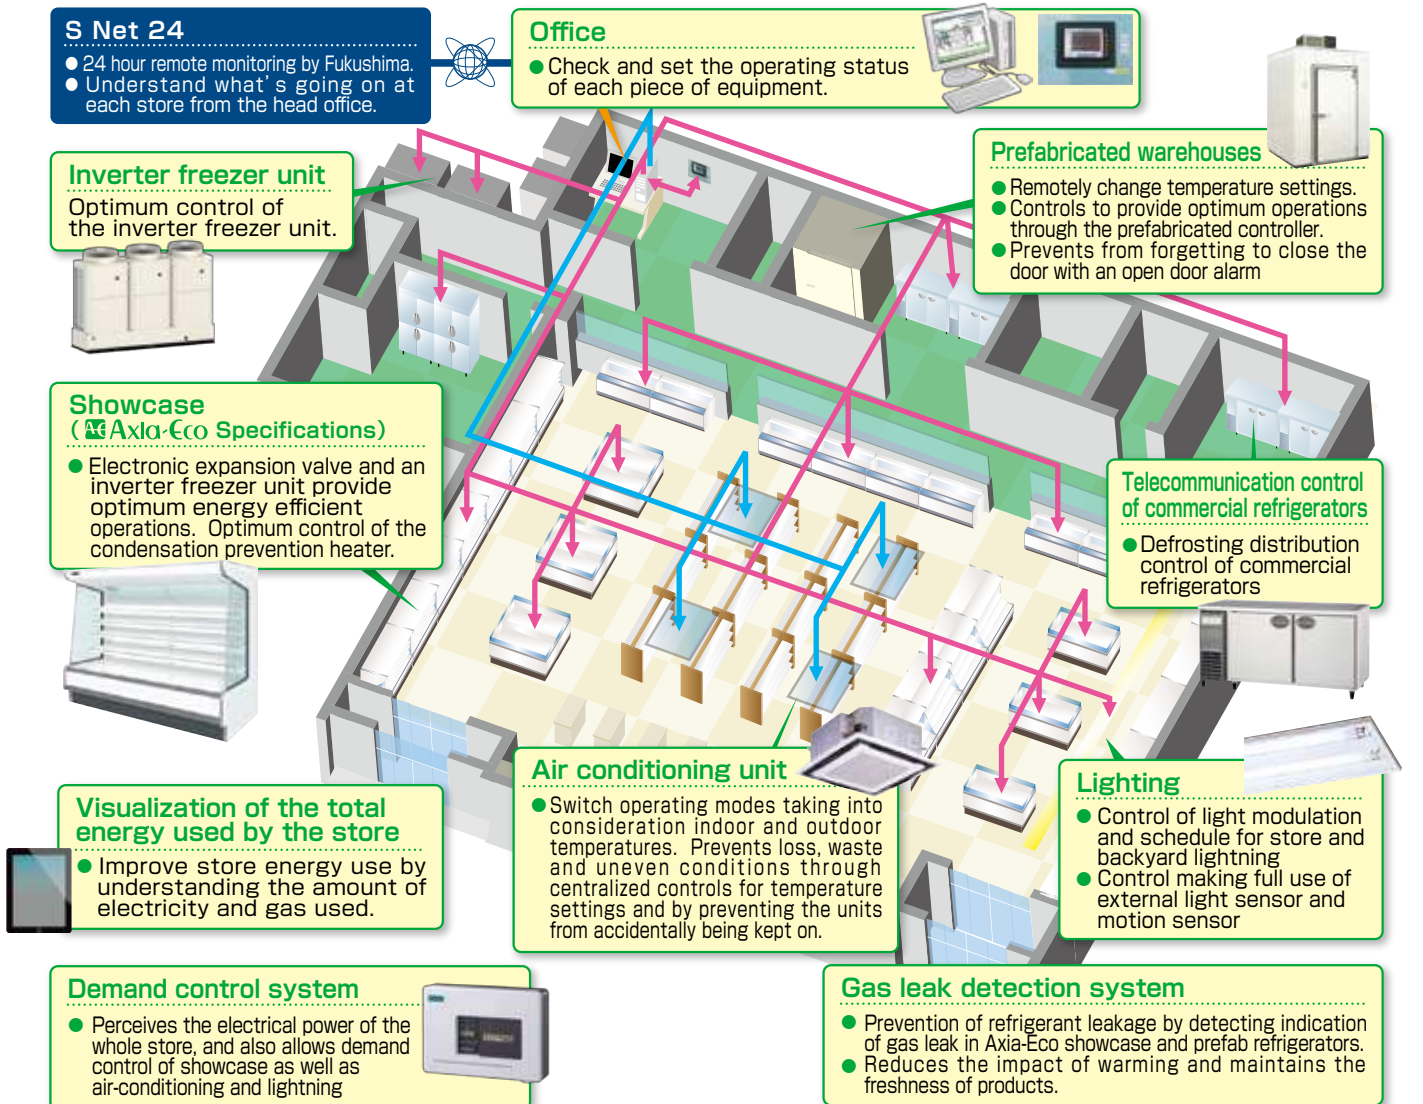 S Net 24
● 24 hour remote monitoring by Fukushima.
● Understand what's going on at
each store from the head office.
Office
● Check and set the operating status
of each piece of equipment.
Inverter freezer unit
Optimum control of
the inverter freezer unit.
Prefabricated warehouses
● Remotely change temperature settings.
● Controls to provide optimum operations
through the prefabricated controller.
● Prevents from forgetting to close the
door with an open door alarm
Showcase
( AE Axia-Eco Specifications)
● Electronic expansion valve and an
inverter freezer unit provide
optimum energy efficient
operations. Optimum control of the
condensation prevention heater.
Telecommunication control
of commercial refrigerators
● Defrosting distribution
control of commercial
refrigerators
Air conditioning unit
● Switch operating modes taking into
consideration indoor and outdoor
temperatures. Prevents loss, waste
and uneven conditions through
centralized controls for temperature
settings and by preventing the units
from accidentally being kept on.
Lighting
● Control of light modulation
and schedule for store and
backyard lightning
● Control making full use of
external light sensor and
motion sensor
Visualization of the total
energy used by the store
● Improve store energy use by
understanding the amount of
electricity and gas used.
Demand control system
● Perceives the electrical power of the
whole store, and also allows demand
control of showcase as well as
air-conditioning and lightning
Gas leak detection system
● Prevention of refrigerant leakage by detecting indication
of gas leak in Axia-Eco showcase and prefab refrigerators.
● Reduces the impact of warming and maintains the
freshness of products.